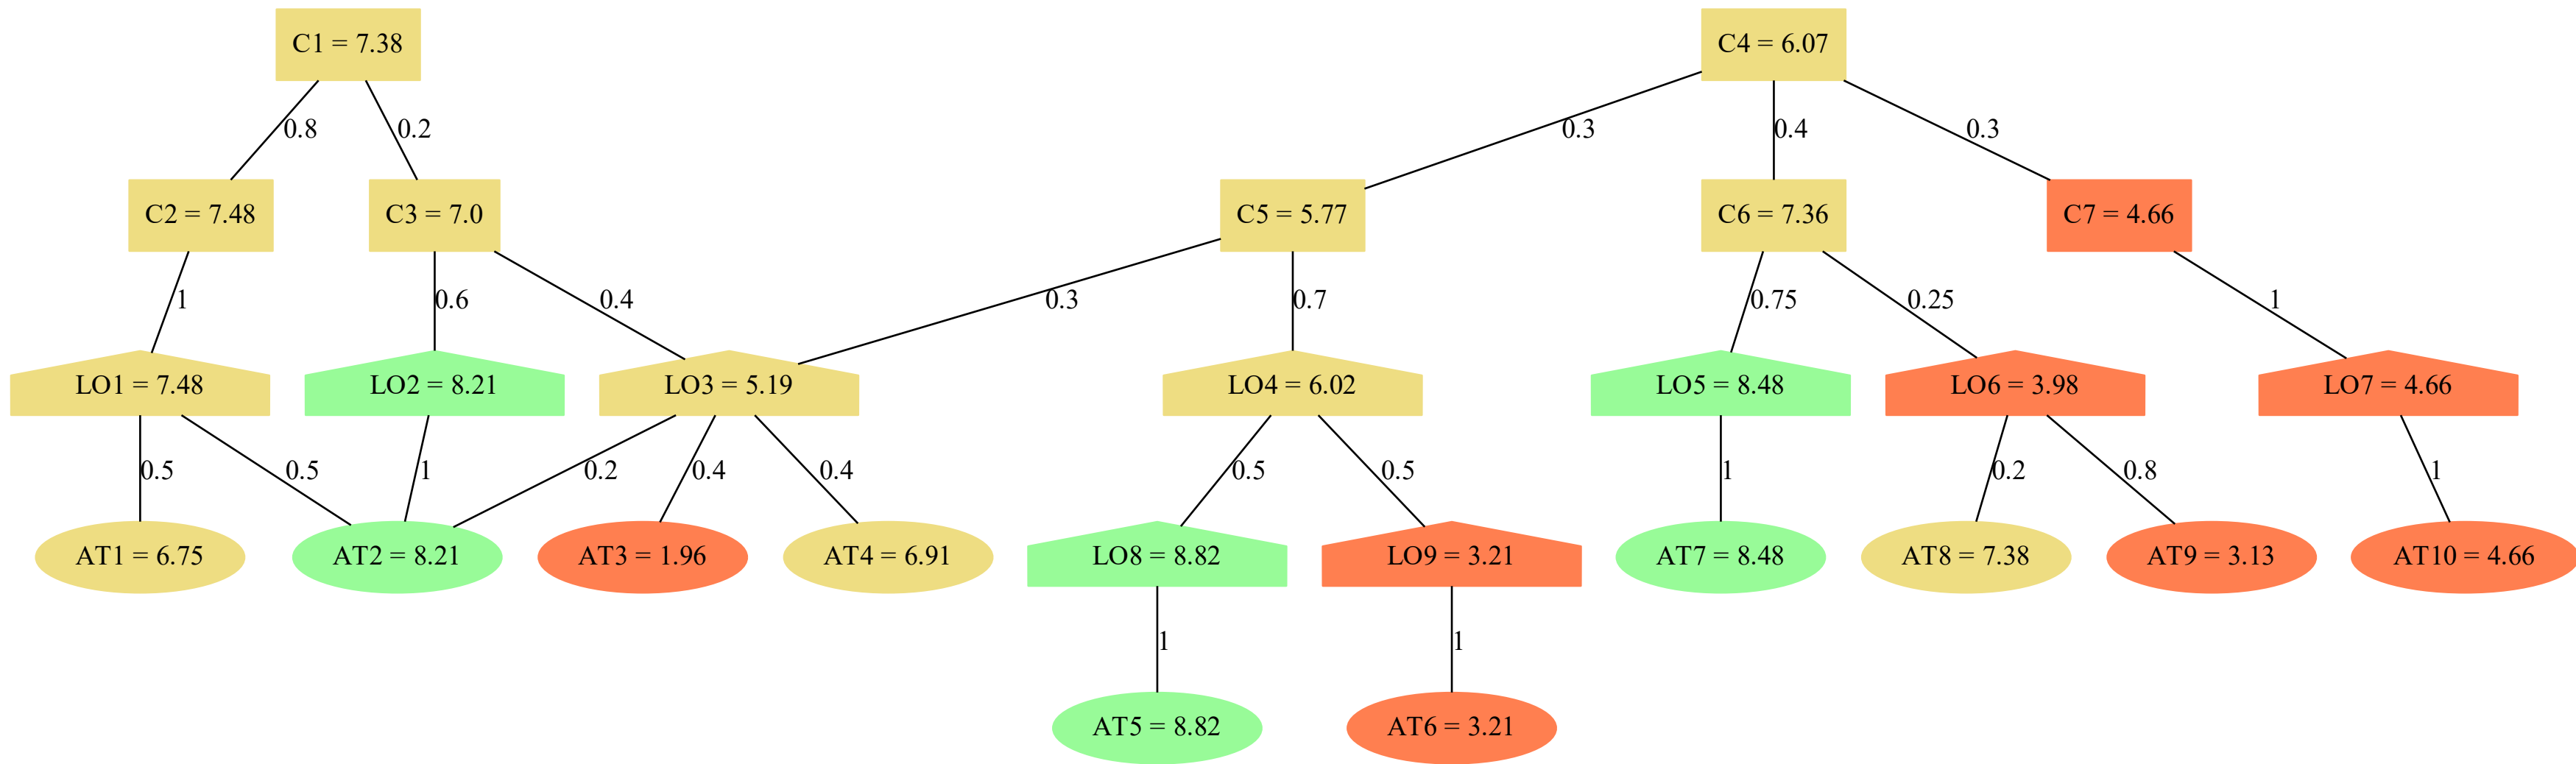 C1 = 7.38
C4 = 6.07
0.8
0.2
0.3
0.4
0.3
C2 = 7.48
C3 = 7.0
C5 = 5.77
C6 = 7.36
C7 = 4.66
1
0.6
0.4
0.3
0.7
0.75
0.25
1
LO1 = 7.48
LO2 = 8.21
LO3 = 5.19
LO4 = 6.02
LO5 = 8.48
LO6 = 3.98
LO7 = 4.66
0.5
0.5
1
0.2
0.4
0.4
0.5
0.5
1
0.2
0.8
1
AT1 = 6.75
AT2 = 8.21
AT3 = 1.96
AT4 = 6.91
LO8 = 8.82
LO9 = 3.21
AT7 = 8.48
AT8 = 7.38
AT9 = 3.13
AT10 = 4.66
1
1
AT5 = 8.82
AT6 = 3.21